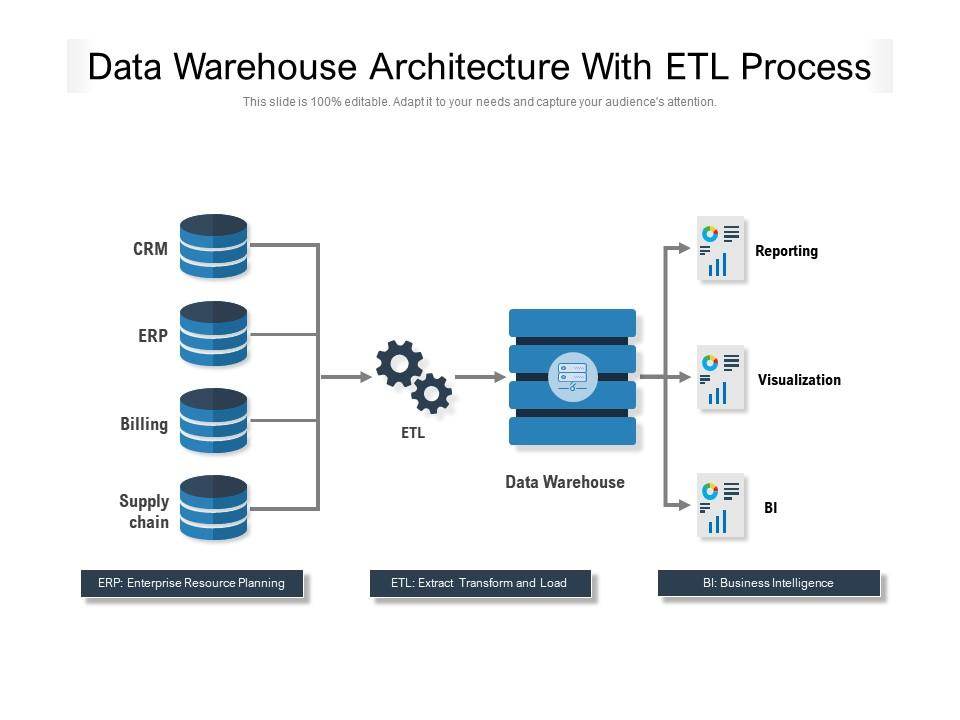 Data Warehouse Architecture With ETL Process
This slide is 100% editable. Adapt it to your needs and capture your audience's attention.
CRM
ERP
Billing
Supply
chain
ETL
Data Warehouse
Reporting
Visualization
BI
ERP: Enterprise Resource Planning
ETL: Extract Transform and Load
BI: Business Intelligence